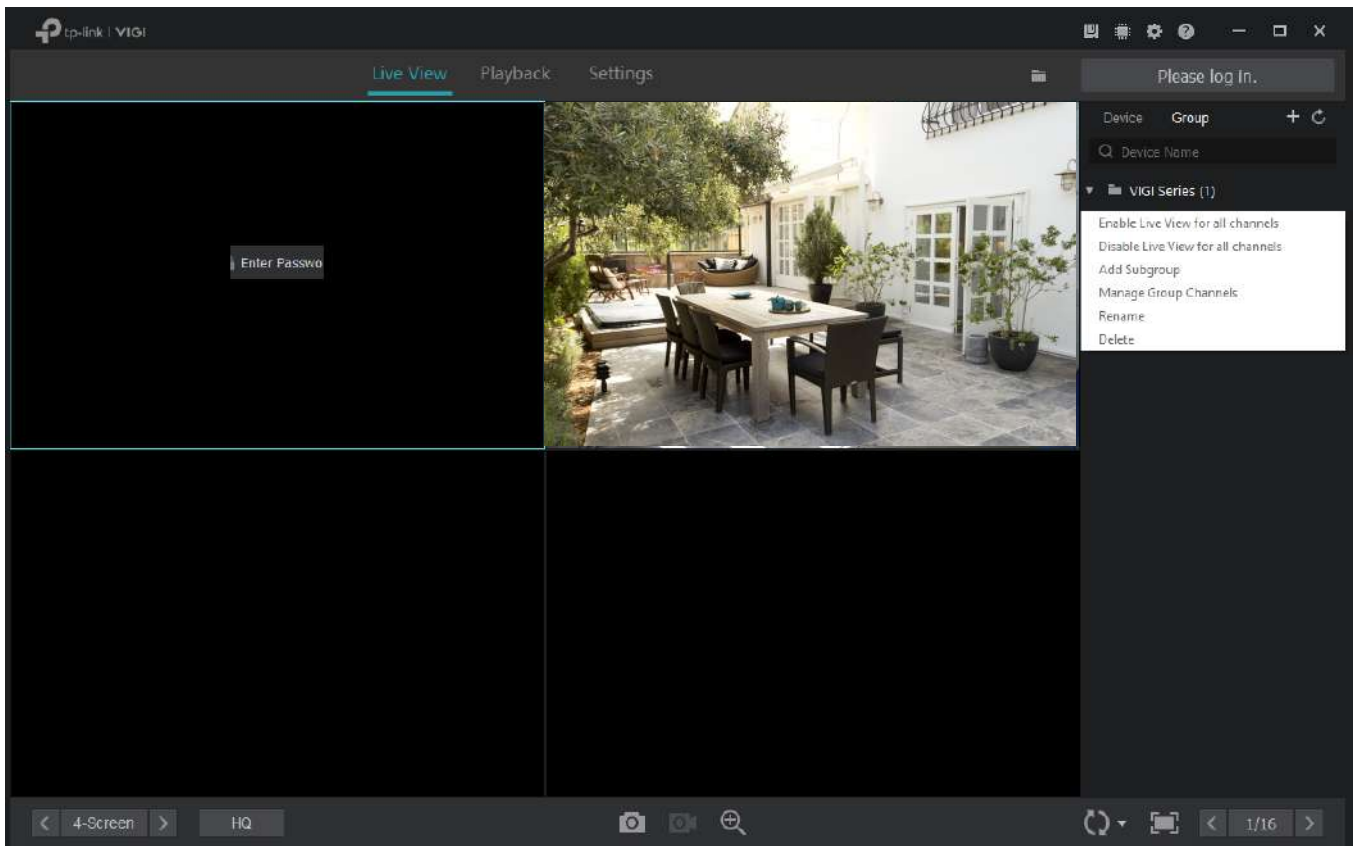 tp-link | VIGI
Live View Playback Settings
Please log in.
Device Group
Device Name
VIGI Series (1)
Enable Live View for all channels
Disable Live View for all channels
Add Subgroup
Manage Group Channels
Rename
Delete
Enter Passwo
4-Screen
HQ
1/16